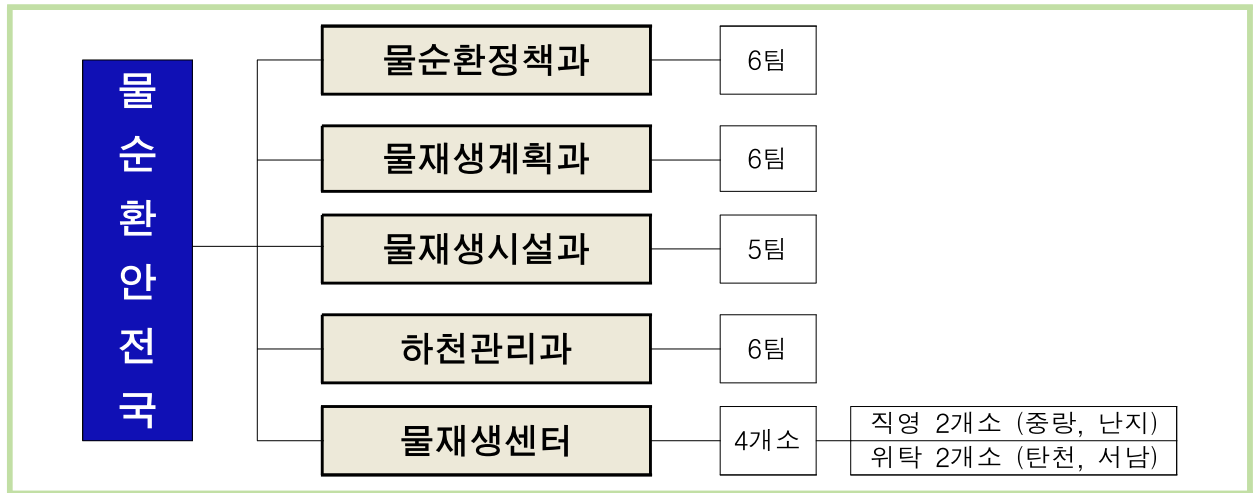 물순환안전국
물순환정책과
6팀
물재생계획과
6팀
물재생시설과
5팀
하천관리과
6팀
물재생센터
4개소
직영 2개소 (중랑, 난지)
위탁 2개소 (탄천, 서남)